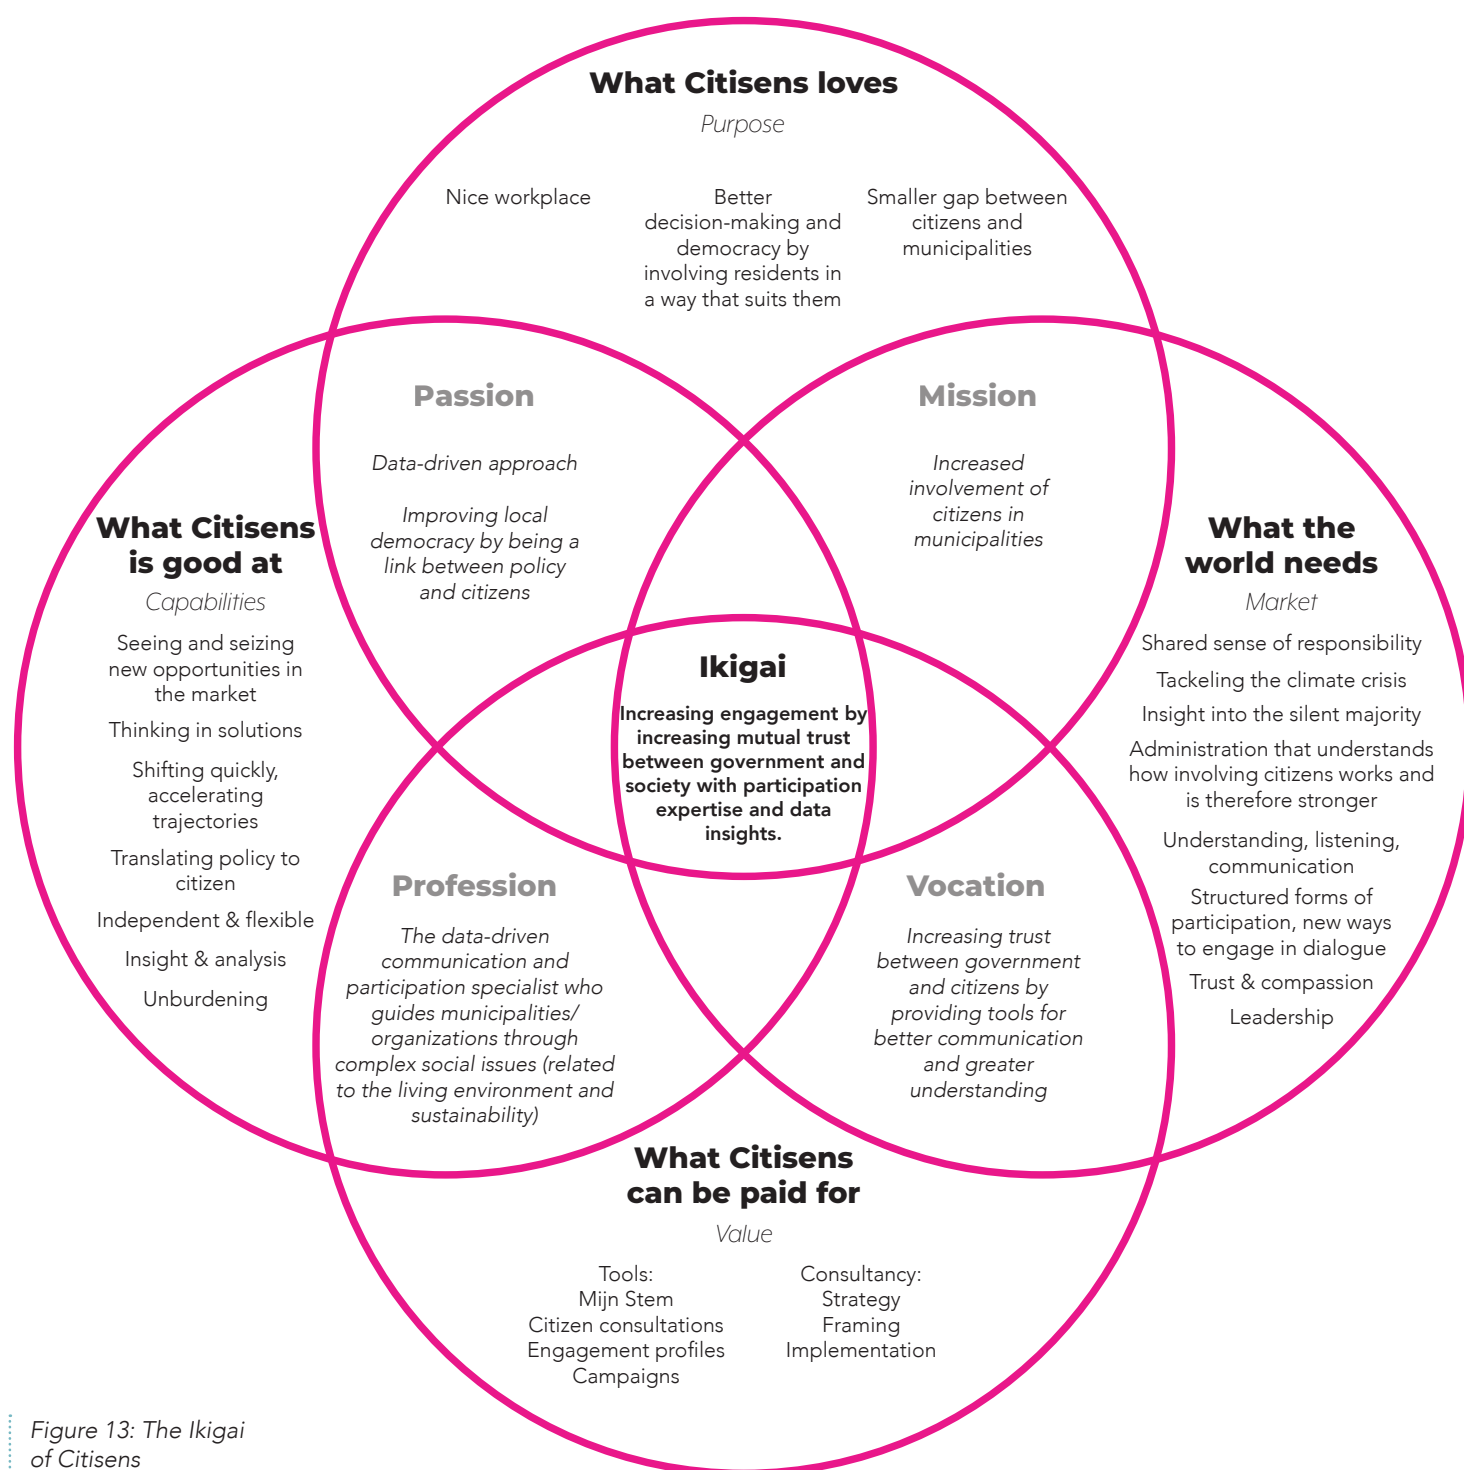 What Citisens loves
Purpose
Nice workplace
Better
decision-making and
democracy by
involving residents in
a way that suits them
Smaller gap between
citizens and
municipalities
Passion
Data-driven approach
Improving local
democracy by being a
link between policy
and citizens
Mission
Increased
involvement of
citizens in
municipalities
What Citisens
is good at
Capabilities
Seeing and seizing
new opportunities in
the market
Thinking in solutions
Shifting quickly,
accelerating
trajectories
Translating policy to
citizen
Independent & flexible
Insight & analysis
Unburdening
Ikigai
Increasing engagement by
increasing mutual trust
between government and
society with participation
expertise and data
insights.
What the
world needs
Market
Shared sense of responsibility
Tackeling the climate crisis
Insight into the silent majority
Administration that understands
how involving citizens works and
is therefore stronger
Understanding, listening,
communication
Structured forms of
participation, new ways
to engage in dialogue
Trust & compassion
Leadership
Profession
The data-driven
communication and
participation specialist who
guides municipalities/
organizations through
complex social issues (related
to the living environment and
sustainability)
Vocation
Increasing trust
between government
and citizens by
providing tools for
better communication
and greater
understanding
What Citisens
can be paid for
Value
Tools:
Mijn Stem
Citizen consultations
Engagement profiles
Campaigns
Consultancy:
Strategy
Framing
Implementation
Figure 13: The Ikigai
of Citisens